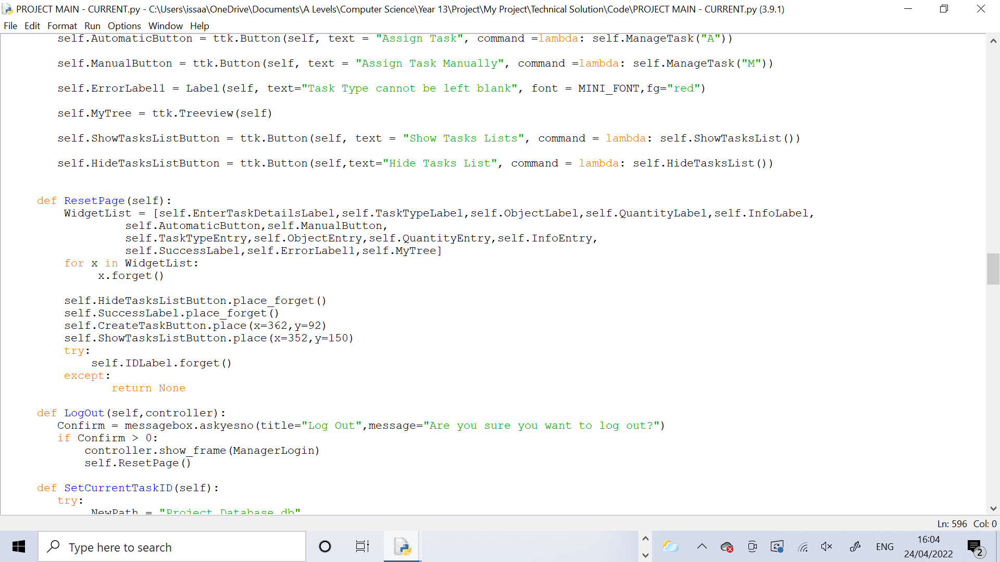 PROJECT MAIN - CURRENT.py - C:\Users\issaa\OneDrive\Documents\A Levels\Computer Science\Year 13\Project\My Project\Technical Solution\Code\PROJECT MAIN - CURRENT.py (3.9.1)
File Edit Format Run Options Window Help
self.AutomaticButton = ttk.Button(self, text = "Assign Task", command =lambda: self.ManageTask("A"))
self.ManualButton = ttk.Button(self, text = "Assign Task Manually", command =lambda: self.ManageTask("M"))
self.ErrorLabel1 = Label(self, text="Task Type cannot be left blank", font = MINI_FONT,fg="red")
self.MyTree = ttk.Treeview(self)
self.ShowTasksListButton = ttk.Button(self, text = "Show Tasks Lists", command = lambda: self.ShowTasksList())
self.HideTasksListButton = ttk.Button(self,text="Hide Tasks List", command = lambda: self.HideTasksList())
def ResetPage(self):
WidgetList = [self.EnterTaskDetailsLabel,self.TaskTypeLabel,self.ObjectLabel,self.QuantityLabel,self.InfoLabel,
self.AutomaticButton,self.ManualButton,
self.TaskTypeEntry,self.ObjectEntry,self.QuantityEntry,self.InfoEntry,
self.SuccessLabel,self.ErrorLabel1,self.MyTree]
for x in WidgetList:
x.forget()
self.HideTasksListButton.place_forget()
self.SuccessLabel.place_forget()
self.CreateTaskButton.place(x=362,y=92)
self.ShowTasksListButton.place(x=352,y=150)
try:
self.IDLabel.forget()
except:
return None
def LogOut(self,controller):
Confirm = messagebox.askyesno(title="Log Out",message="Are you sure you want to log out?")
if Confirm > 0:
controller.show_frame(ManagerLogin)
self.ResetPage()
def SetCurrentTaskID(self):
try:
NewPath = "Project Database.db"
Ln: 596 Col: 0
Type here to search
ENG
16:04
24/04/2022
2